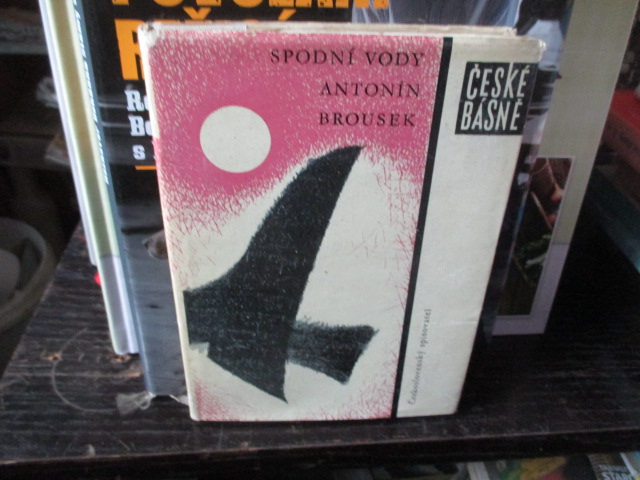 SPODNÍ VODY
ANTONÍN
BROUSEK
ČESKÉ
BÁSNĚ
Československý spisovatel